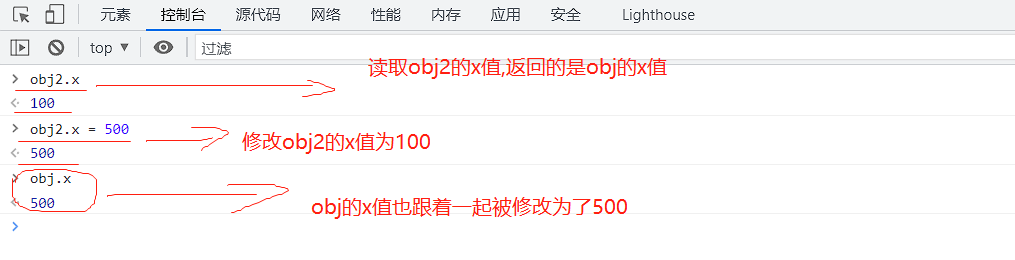 元素 控制台 源代码 网络 性能 内存 应用 安全 Lighthouse
top ▼ 过滤
读取obj2的x值,返回的是obj的x值
> obj2.x
<· 100
> obj2.x = 500
修改obj2的x值为100
<· 500
> obj.x
<· 500
obj的x值也跟着一起被修改为了500
>